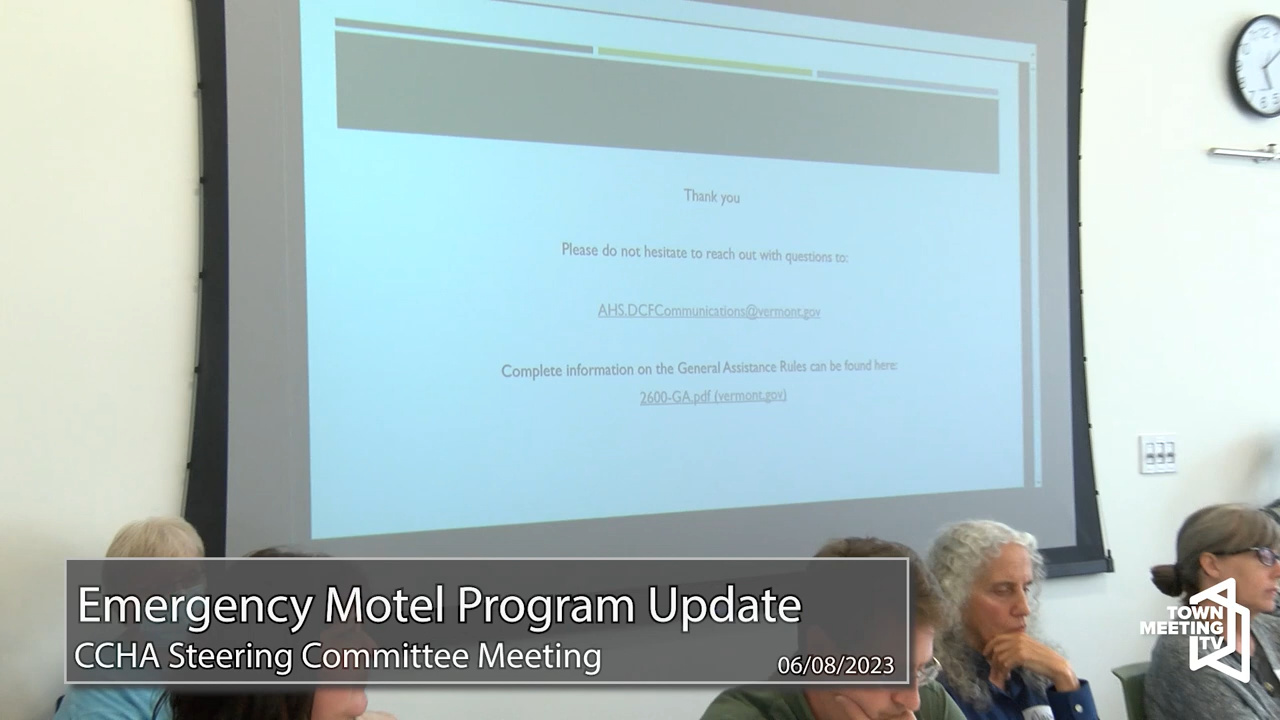 Thank you
Please do not hesitate to reach out with questions to:
AHS.DCFCommunications@vermont.gov
Complete information on the General Assistance Rules can be found here:
2600-GA.pdf (vermont.gov)
Emergency Motel Program Update
CCHA Steering Committee Meeting
06/08/2023
TOWN
MEETING
TV